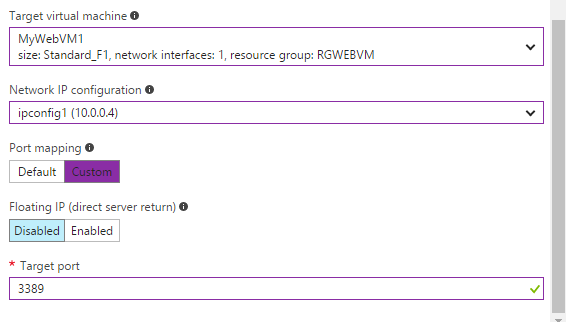 Target virtual machine
MyWebVM1
size: Standard_F1, network interfaces: 1, resource group: RGWEBVM
Network IP configuration
ipconfig1 (10.0.0.4)
Port mapping
Default Custom
Floating IP (direct server return)
Disabled Enabled
* Target port
3389